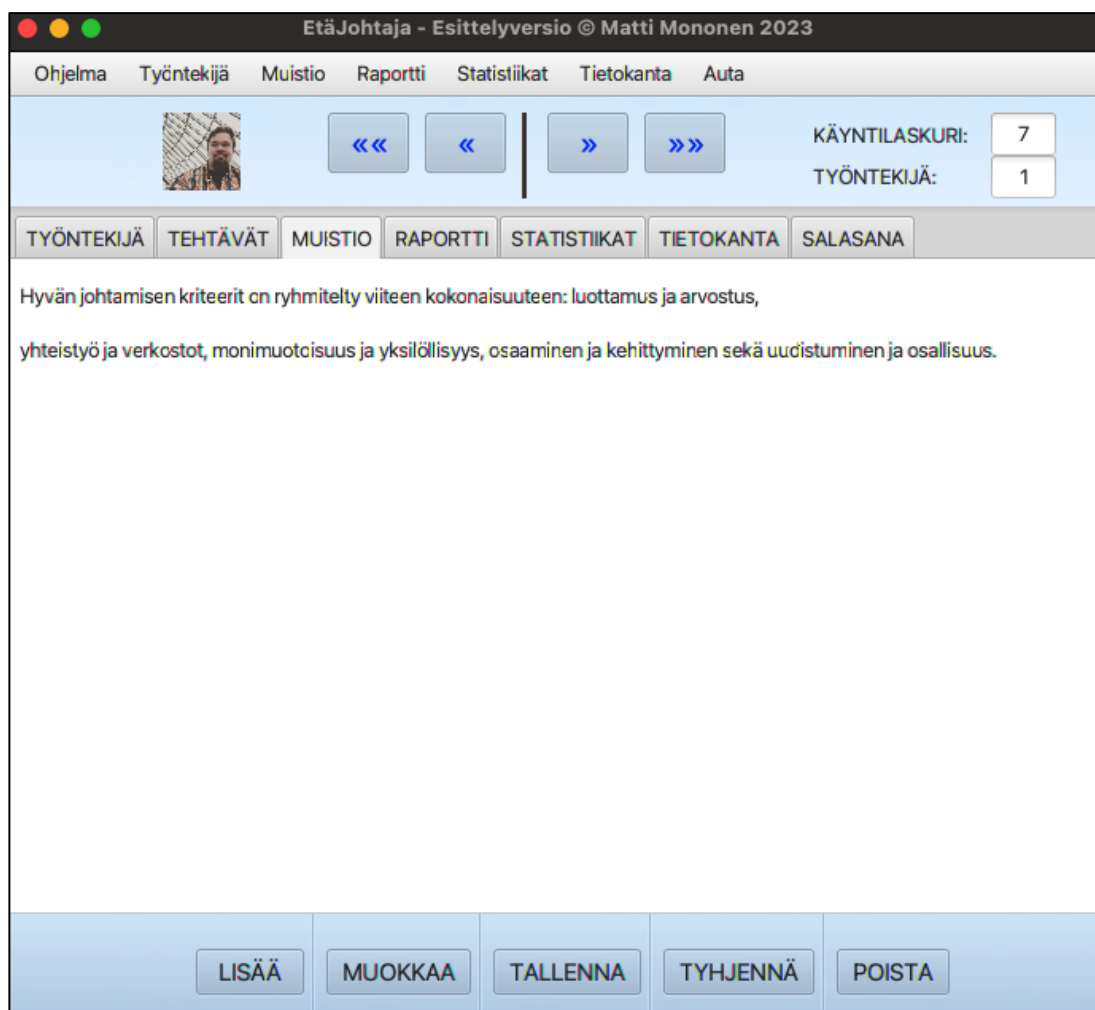 EtäJohtaja - Esittelyversio © Matti Mononen 2023
Ohjelma Työntekijä Muistio Raportti Statistiikat Tietokanta Auta
«« « » »» KÄYNTILASKURI: 7
TYÖNTEKIJÄ: 1
TYÖNTEKIJÄ TEHTÄVÄT MUISTIO RAPORTTI STATISTIIKAT TIETOKANTA SALASANA
Hyvän johtamisen kriteerit on ryhmitelty viiteen kokonaisuuteen: luottamus ja arvostus,
yhteistyö ja verkostot, monimuotoisuus ja yksilöllisyys, osaaminen ja kehittyminen sekä uudistuminen ja osallisuus.
LISÄÄ MUOKKAA TALLENNA TYHJENNÄ POISTA